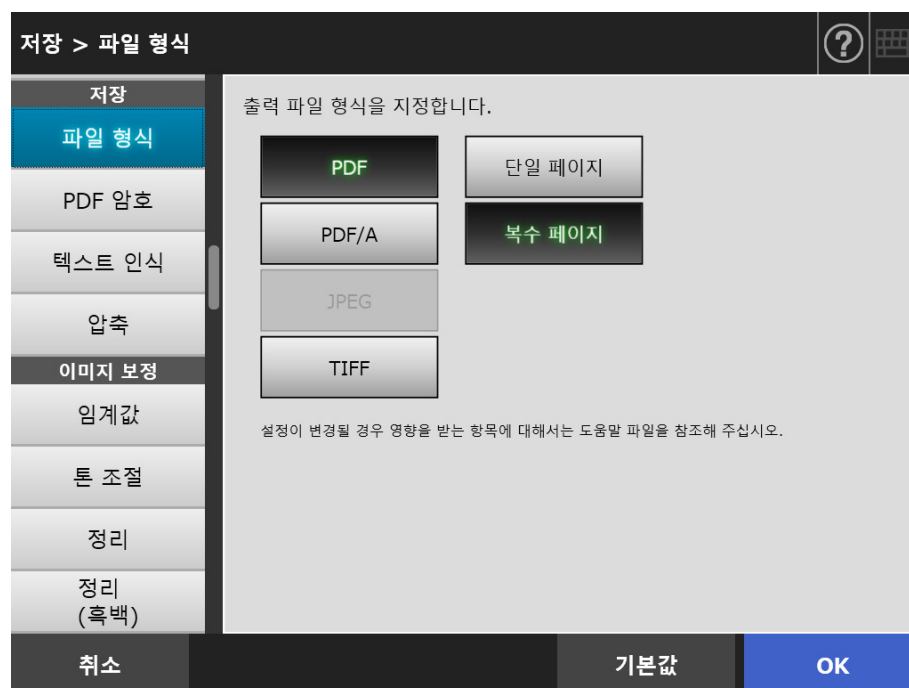 저장 > 파일 형식
?
저장
파일 형식
PDF 암호
텍스트 인식
압축
이미지 보정
임계값
톤 조절
정리
정리
(흑백)
출력 파일 형식을 지정합니다.
PDF
단일 페이지
PDF/A
복수 페이지
JPEG
TIFF
설정이 변경될 경우 영향을 받는 항목에 대해서는 도움말 파일을 참조해 주십시오.
취소
기본값
OK